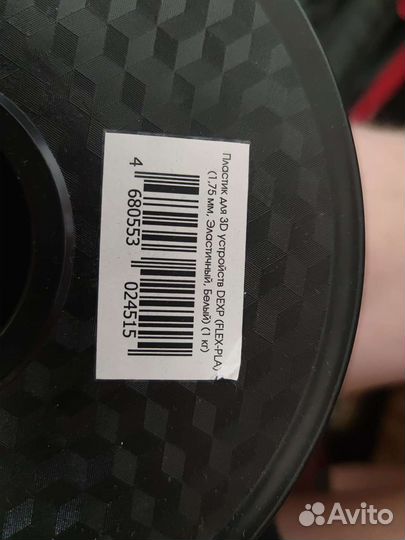 Пластик для 3D устройств DEXP (FLEX-PLA)
(1,75 мм, Эластичный, Белый) (1 кг)
4 680553 024515
Avito